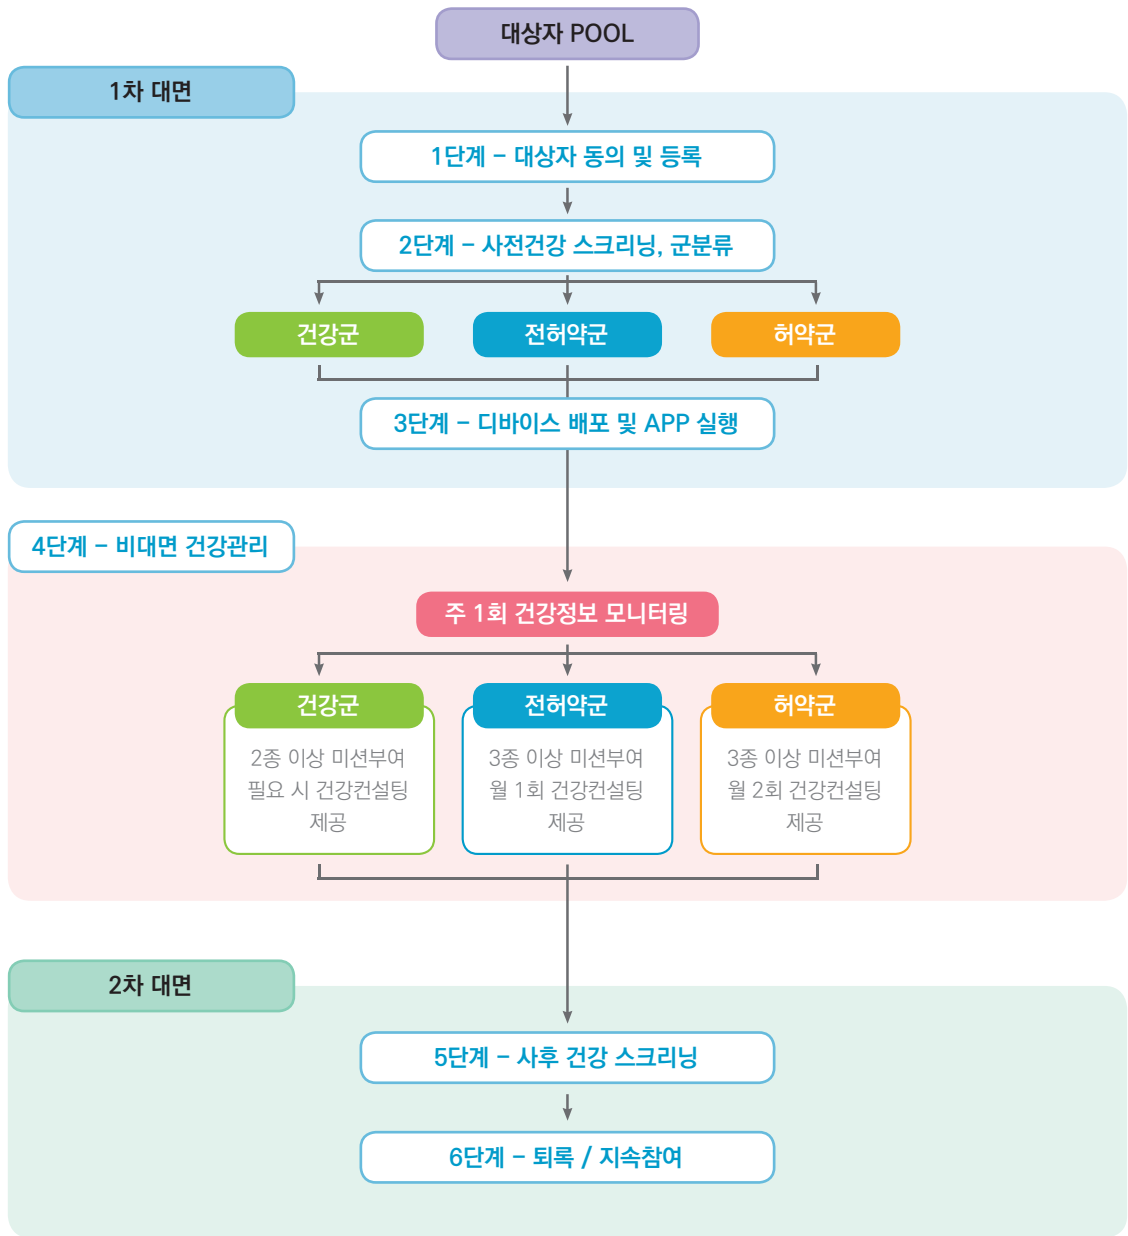 대상자 POOL
1차 대면
1단계 – 대상자 동의 및 등록
2단계 – 사전건강 스크리닝, 군분류
건강군
전허약군
허약군
3단계 – 디바이스 배포 및 APP 실행
4단계 – 비대면 건강관리
주 1회 건강정보 모니터링
건강군
2종 이상 미션부여
필요 시 건강컨설팅
제공
전허약군
3종 이상 미션부여
월 1회 건강컨설팅
제공
허약군
3종 이상 미션부여
월 2회 건강컨설팅
제공
2차 대면
5단계 – 사후 건강 스크리닝
6단계 – 퇴록 / 지속참여